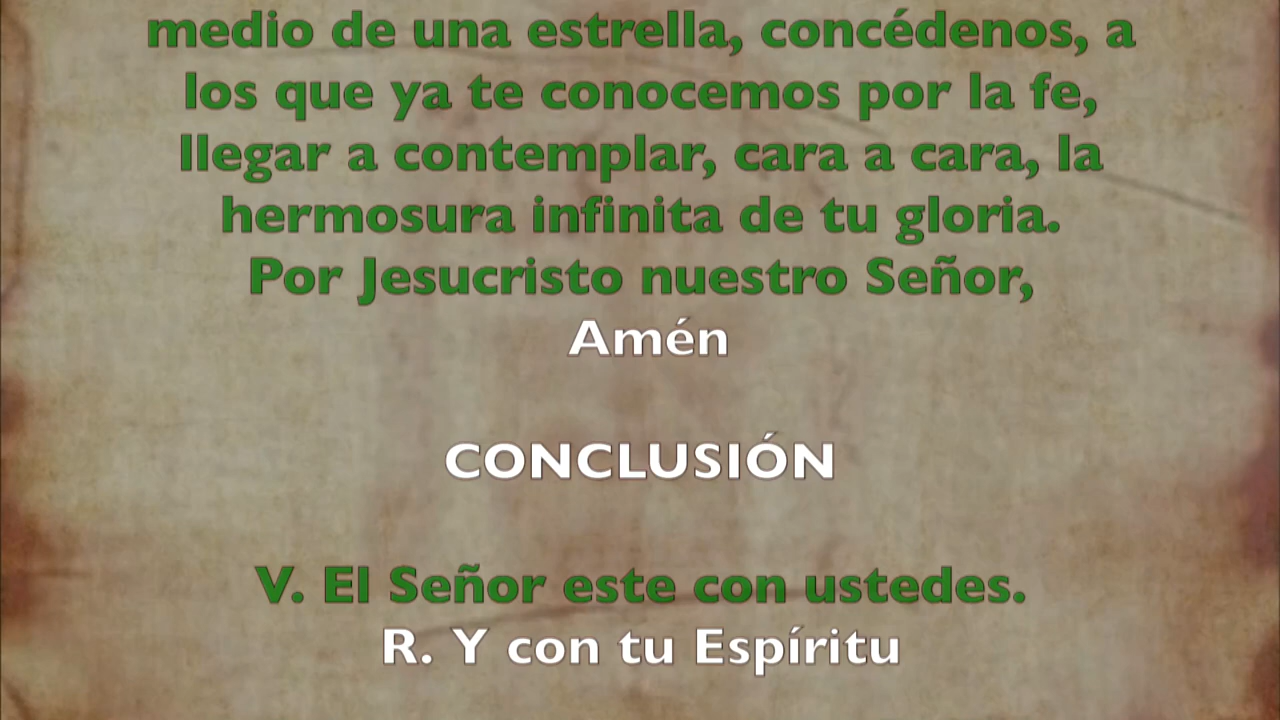 medio de una estrella, concédenos, a
los que ya te conocemos por la fe,
llegar a contemplar, cara a cara, la
hermosura infinita de tu gloria.
Por Jesucristo nuestro Señor,
Amén
CONCLUSIÓN
V. El Señor este con ustedes.
R. Y con tu Espíritu